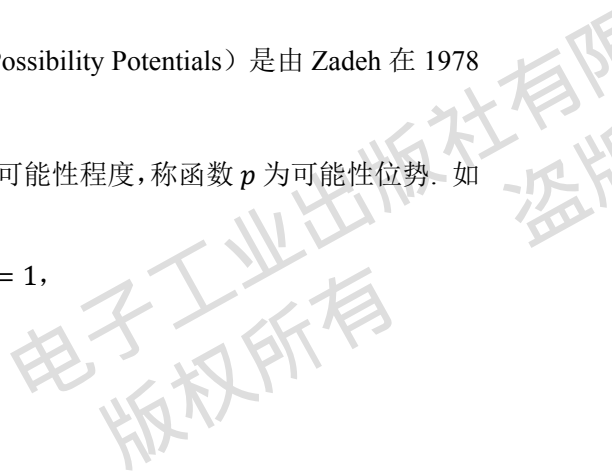 Possibility Potentials）是由 Zadeh 在 1978
可能性程度，称函数 p 为可能性位势. 如
= 1，
电子工业出版社有限
版权所有
盗版